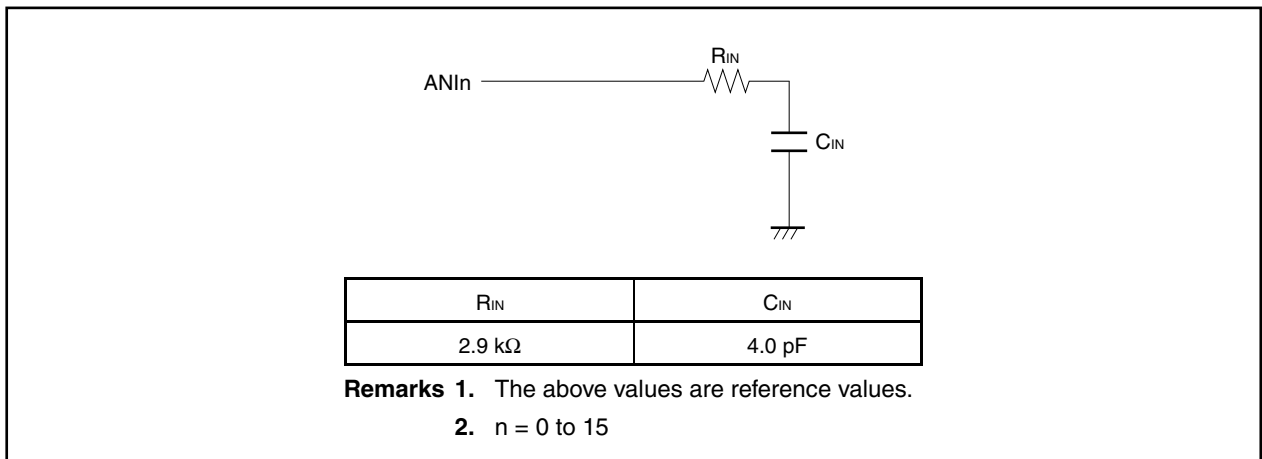 RIN
ANIn
CIN
RIN CIN
2.9 kΩ 4.0 pF
Remarks 1. The above values are reference values.
2. n = 0 to 15